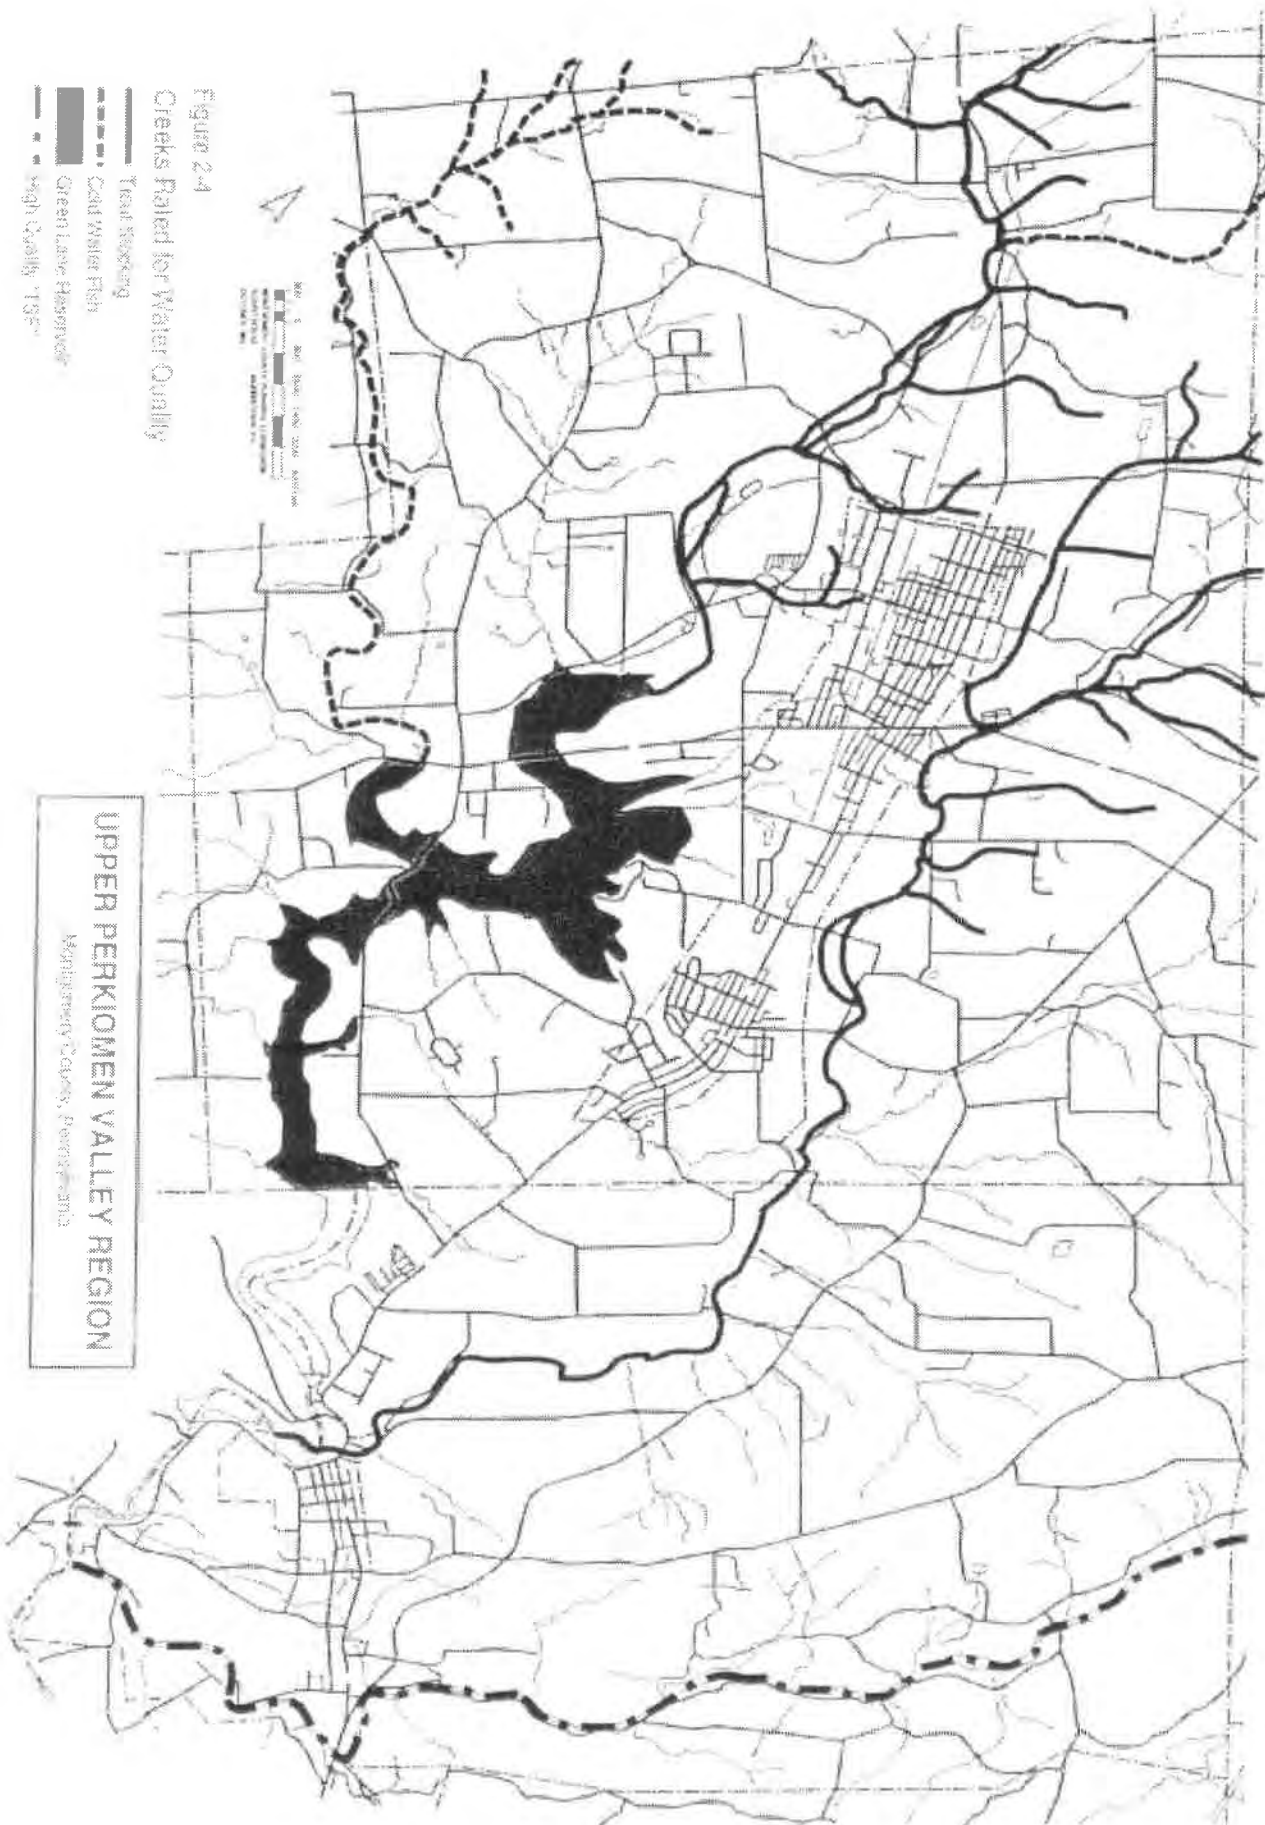 Figure 2-4
Creeks Rated for Water Quality
Trout Stocking
Cold Water Fish
Green Lane Reservoir
High Quality TSF
UPPER PERKIOMEN VALLEY REGION
Montgomery County, Pennsylvania